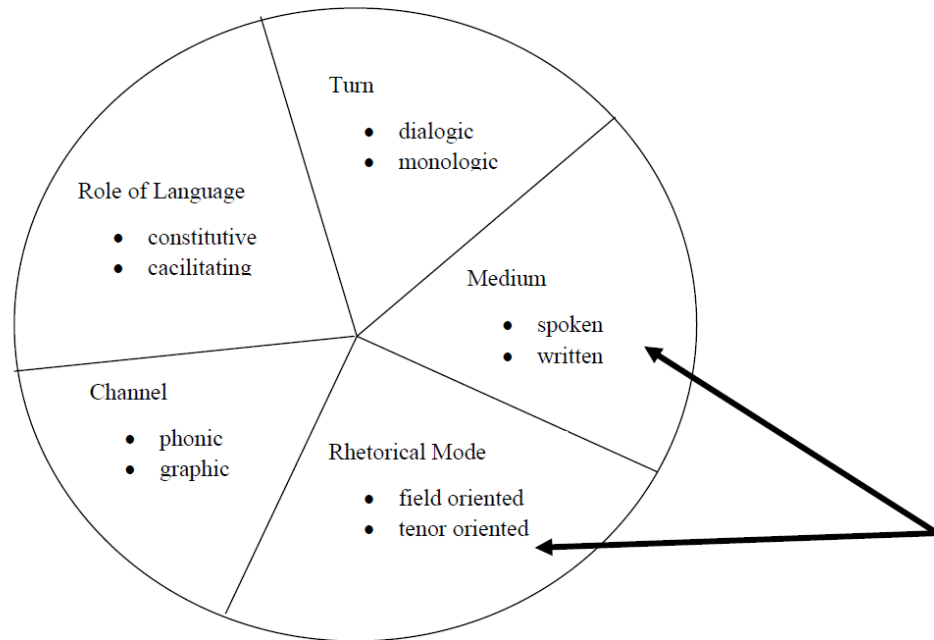 Turn
• dialogic
• monologic
Role of Language
• constitutive
• cacilitating
Medium
• spoken
• written
Channel
• phonic
• graphic
Rhetorical Mode
• field oriented
• tenor oriented